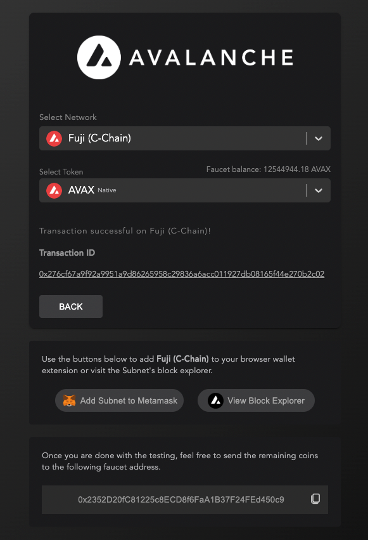 AVALANCHE
Select Network
Fuji (C-Chain)
Select Token
Faucet balance: 12544944.18 AVAX
AVAX Native
Transaction successful on Fuji (C-Chain)!
Transaction ID
0x276cf67a9f92a9951a9d86265958c29836a6acc011927db08165f44e270b2c02
BACK
Use the buttons below to add Fuji (C-Chain) to your browser wallet
extension or visit the Subnet's block explorer.
Add Subnet to Metamask
View Block Explorer
Once you are done with the testing, feel free to send the remaining coins
to the following faucet address.
0x2352D20fC81225c8ECD8f6FaA1B37F24FEd450c9